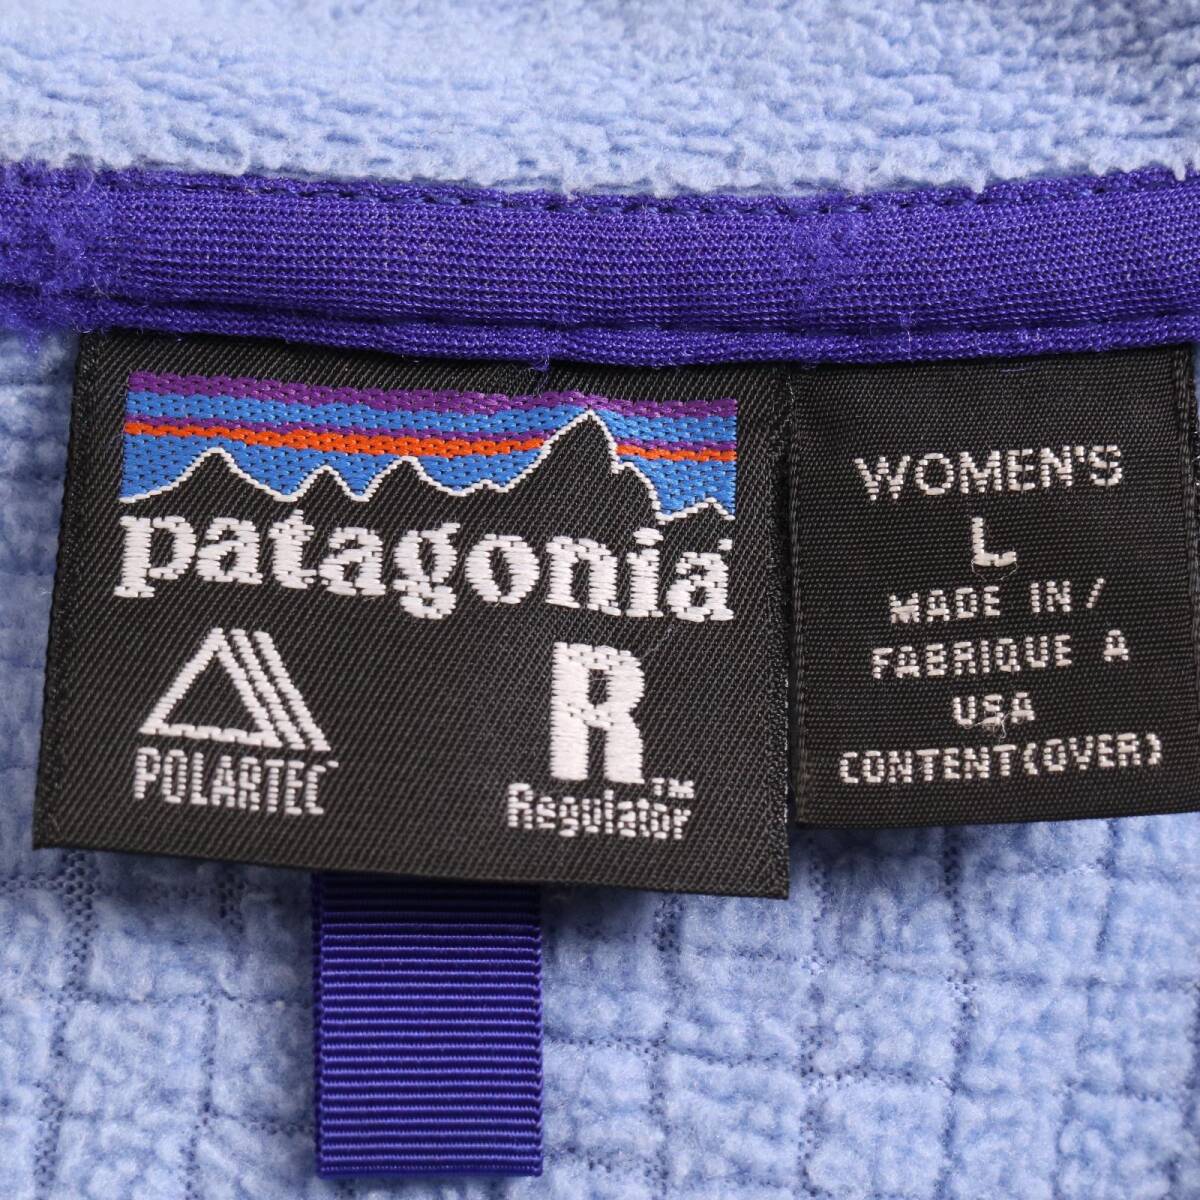 patagonia
POLARTEC
R
Regulator™
WOMEN'S
L
MADE IN /
FABRIQUE A
USA
CONTENT(OVER)